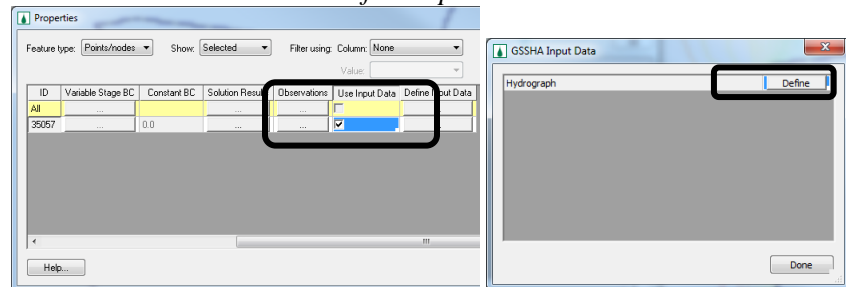 Properties
Feature type: Points/nodes Show: Selected Filter using: Column: None
Value:
ID Variable Stage BC Constant BC Solution Resul Observations Use Input Data Define Input Data
All ... ... ...
35057 ... 0.0 ... ... ...
Help...
GSSHA Input Data
Hydrograph Define
Done